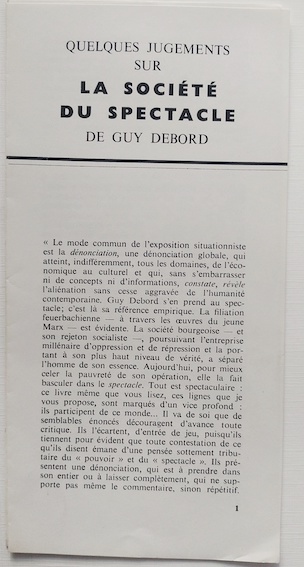 QUELQUES JUGEMENTS
SUR
LA SOCIÉTÉ
DU SPECTACLE
DE GUY DEBORD
« Le mode commun de l'exposition situationniste
est la dénonciation, une dénonciation globale, qui
atteint, indifféremment, tous les domaines, de l'éco-
nomique au culturel et qui, sans s'embarrasser
ni de concepts ni d'informations, constate, révèle
l'aliénation sans cesse aggravée de l'humanité
contemporaine. Guy Debord s'en prend au spec-
tacle; c'est là sa référence empirique. La filiation
feuerbachienne — à travers les œuvres du jeune
Marx — est évidente. La société bourgeoise — et
son rejeton socialiste —, poursuivant l'entreprise
millénaire d'oppression et de répression et la por-
tant à son plus haut niveau de vérité, a séparé
l'homme de son essence. Aujourd'hui, pour mieux
celer la pauvreté de son opération, elle la fait
basculer dans le spectacle. Tout est spectaculaire :
ce livre même que vous lisez, ces lignes que je
vous propose, sont marqués d'un vice profond :
ils participent de ce monde... Il va de soi que de
semblables énoncés découragent d'avance toute
critique. Ils l'écartent, d'entrée de jeu, puisqu'ils
tiennent pour évident que toute contestation de ce
qu'ils disent émane d'une pensée sottement tribu-
taire du « pouvoir » et du « spectacle ». Ils pré-
sentent une dénonciation, qui est à prendre dans
son entier ou à laisser complètement, qui ne sup-
porte pas même le commentaire, sinon répétitif.
1